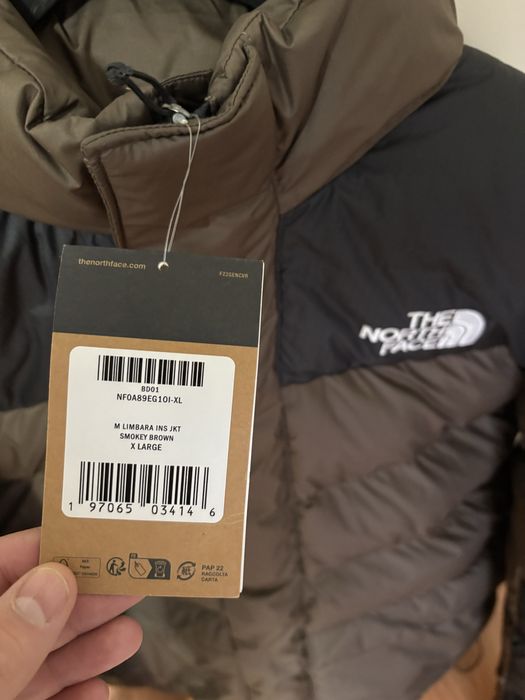 thenorthface.com
F22GENCVR
BD01
NF0A89EG10I-XL
M LIMBARA INS JKT
SMOKEY BROWN
X LARGE
1 97065 03414 6
PAP 22
RACCOLTA
CARTA
THE
NORTH
FACE